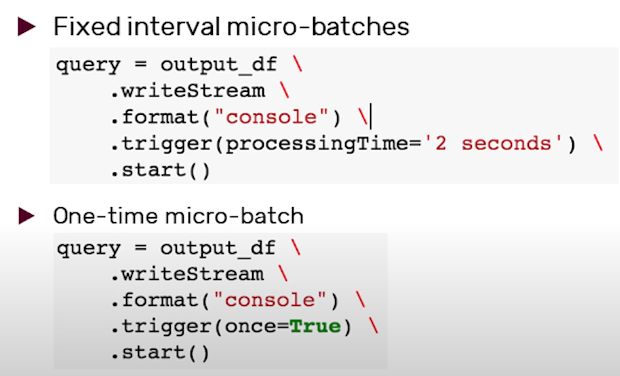 Fixed interval micro-batches
query = output_df \
.writeStream \
.format("console") \
.trigger(processingTime='2 seconds') \
.start()
One-time micro-batch
query = output_df \
.writeStream \
.format("console") \
.trigger(once=True) \
.start()